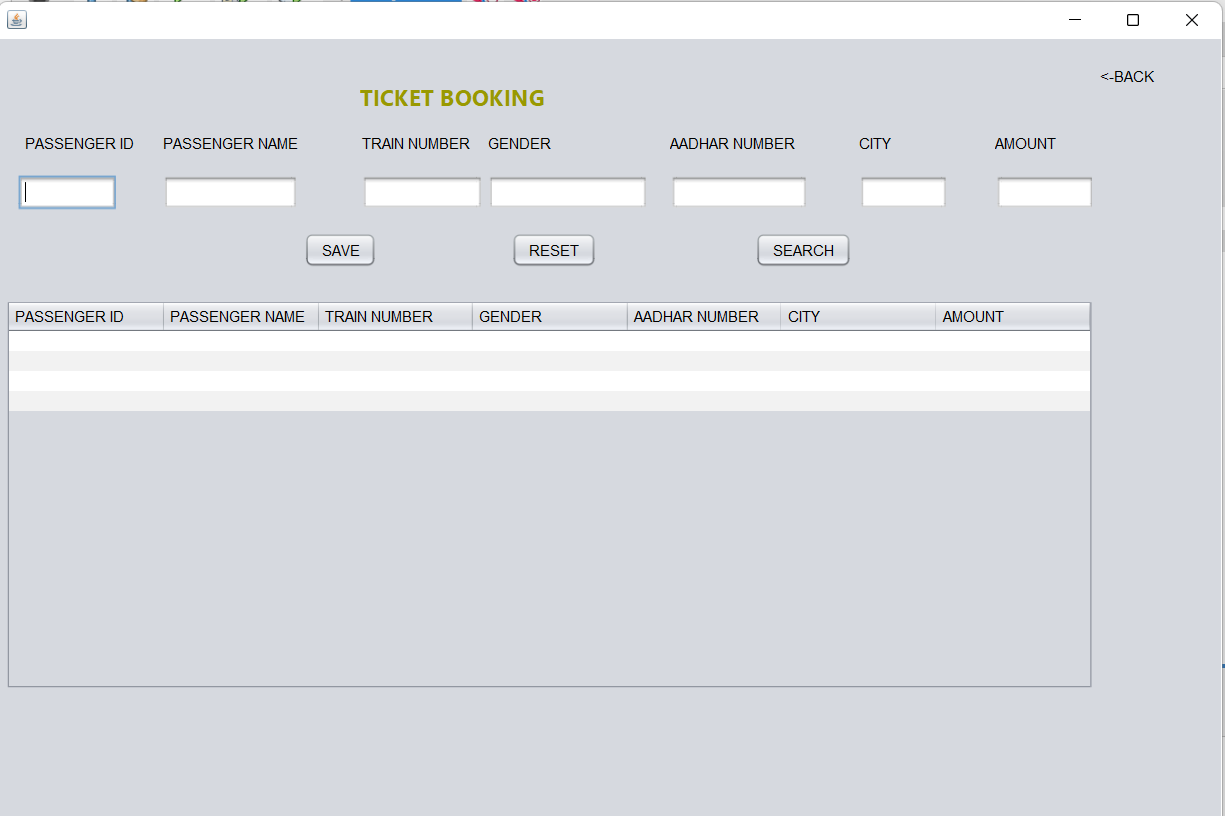 <-BACK
TICKET BOOKING
PASSENGER ID PASSENGER NAME TRAIN NUMBER GENDER AADHAR NUMBER CITY AMOUNT
SAVE RESET SEARCH
PASSENGER ID PASSENGER NAME TRAIN NUMBER GENDER AADHAR NUMBER CITY AMOUNT